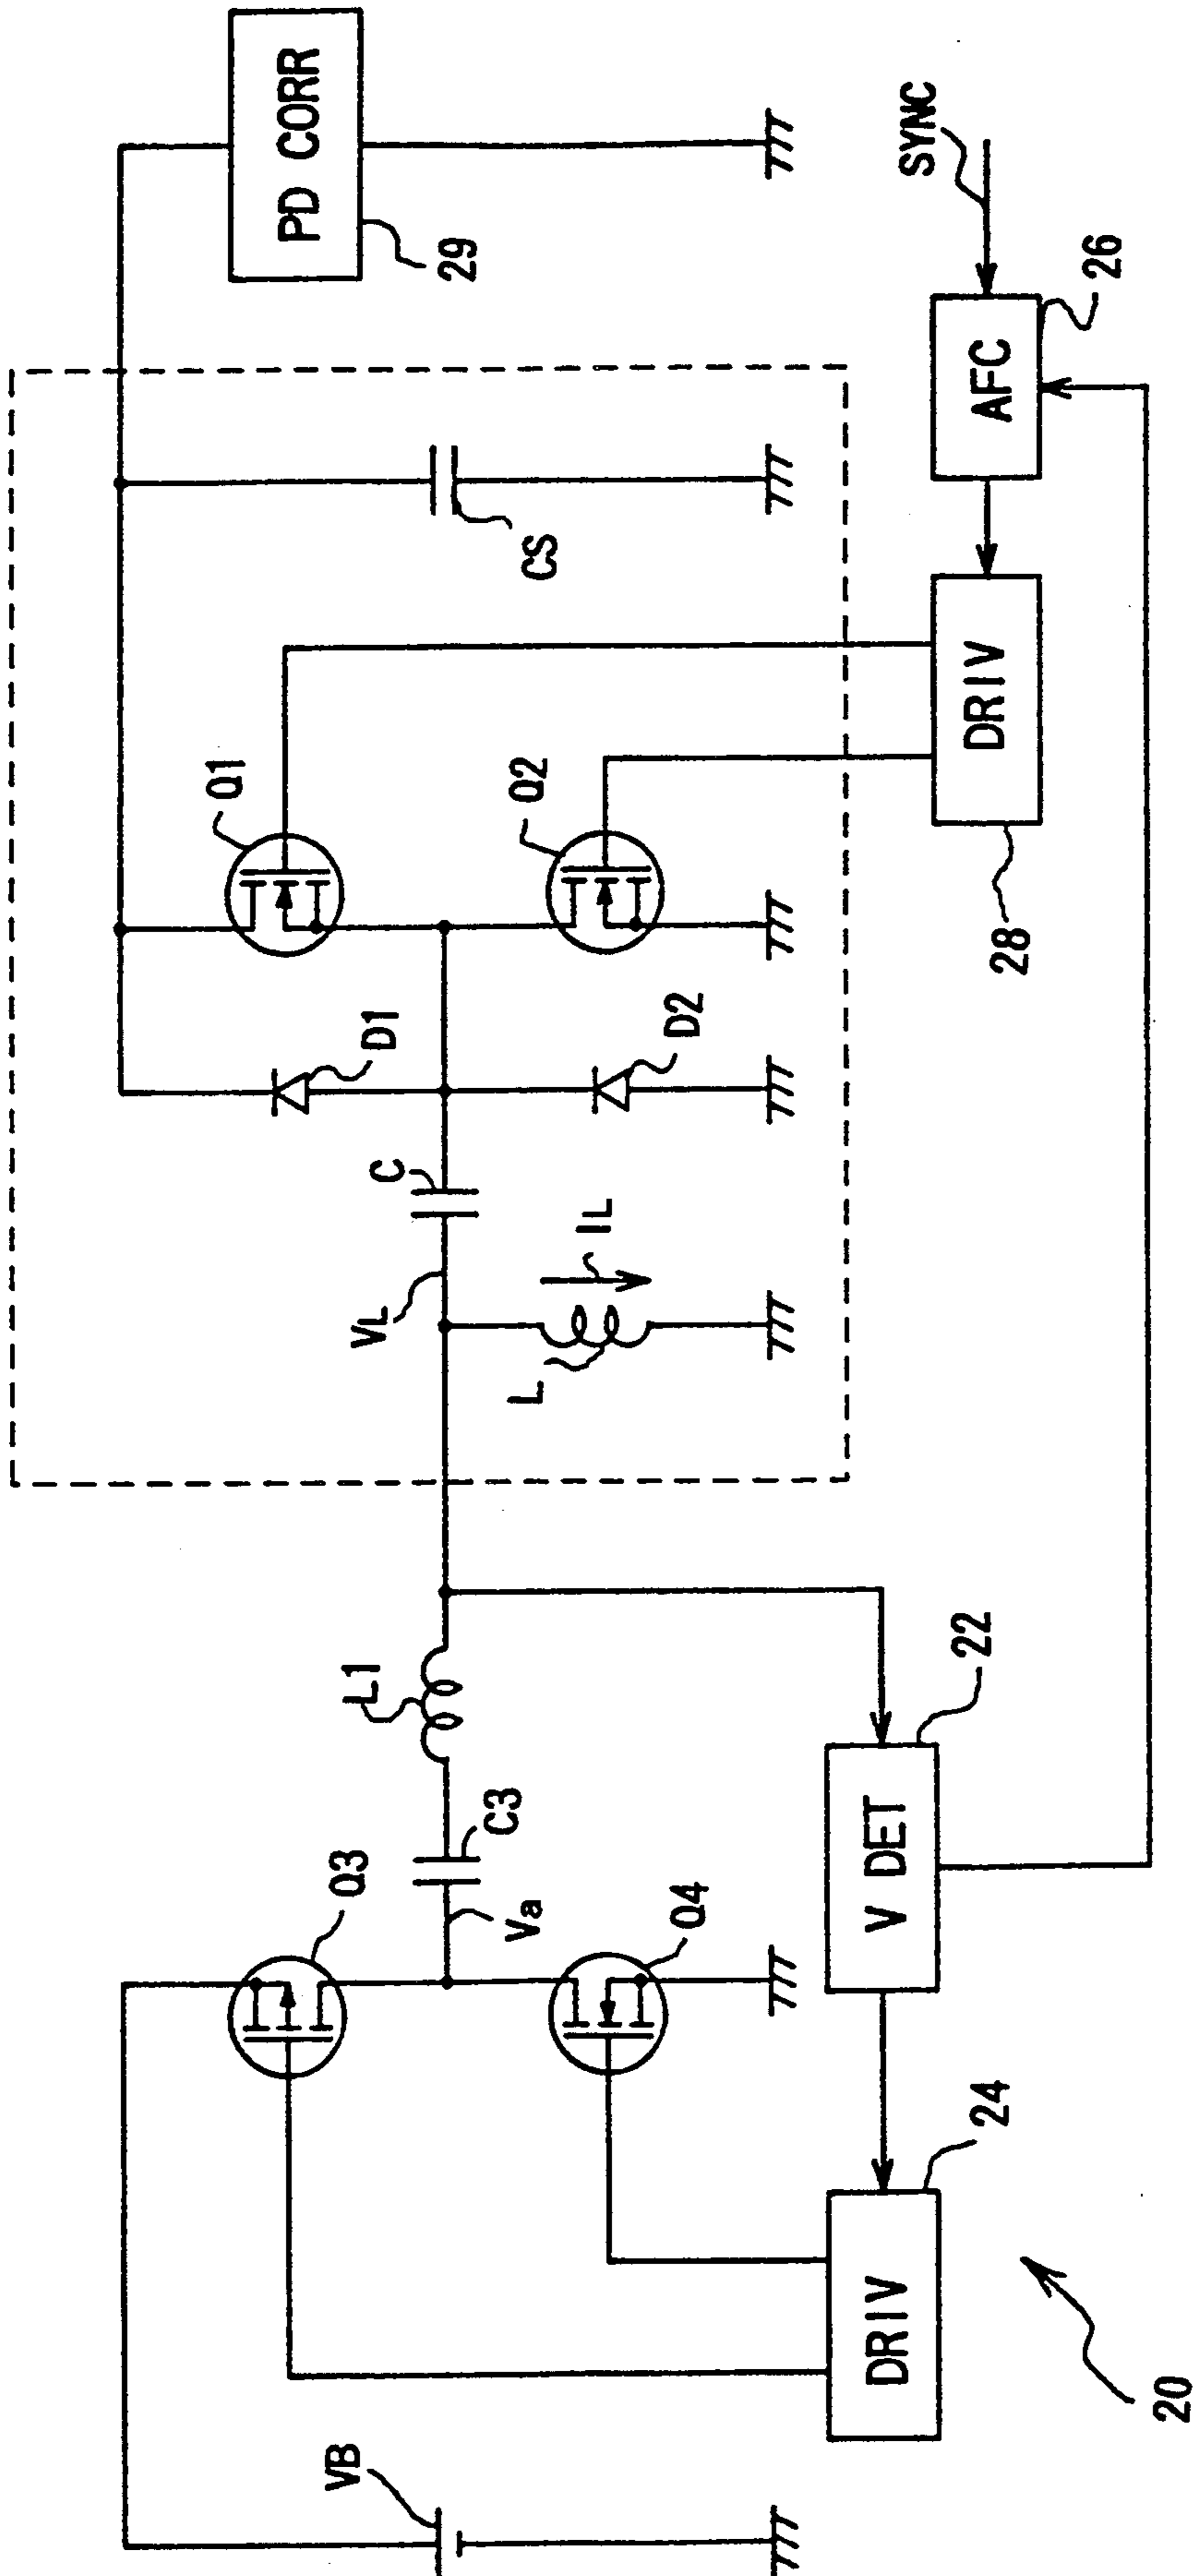 VB
Q3
Va
C3
L1
Q4
DRIV
24
V DET
22
20
VL
C
L
IL
D1
D2
Q1
Q2
CS
DRIV
28
AFC
26
SYNC
PD CORR
29